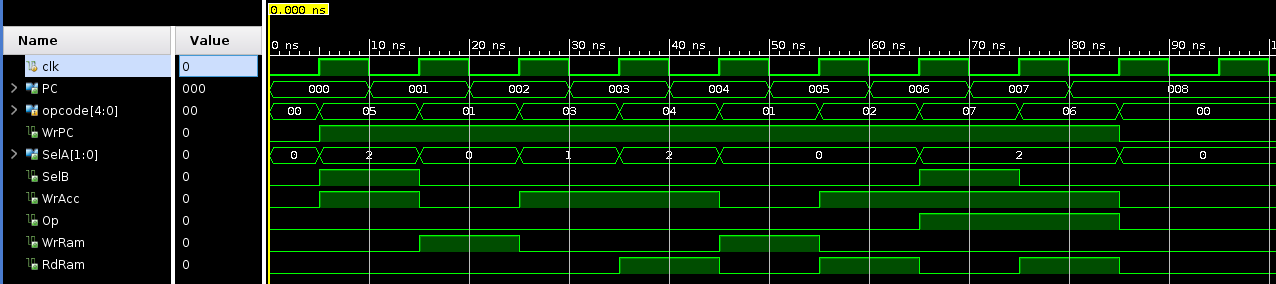 0.000 ns
Name Value
0 ns 10 ns 20 ns 30 ns 40 ns 50 ns 60 ns 70 ns 80 ns 90 ns 1
clk 0
PC 000 000 001 002 003 004 005 006 007 008
opcode[4:0] 00 00 05 01 03 04 01 02 07 06 00
WrPC 0
SelA[1:0] 0 0 2 0 1 2 0 2 0
SelB 0
WrAcc 0
Op 0
WrRam 0
RdRam 0